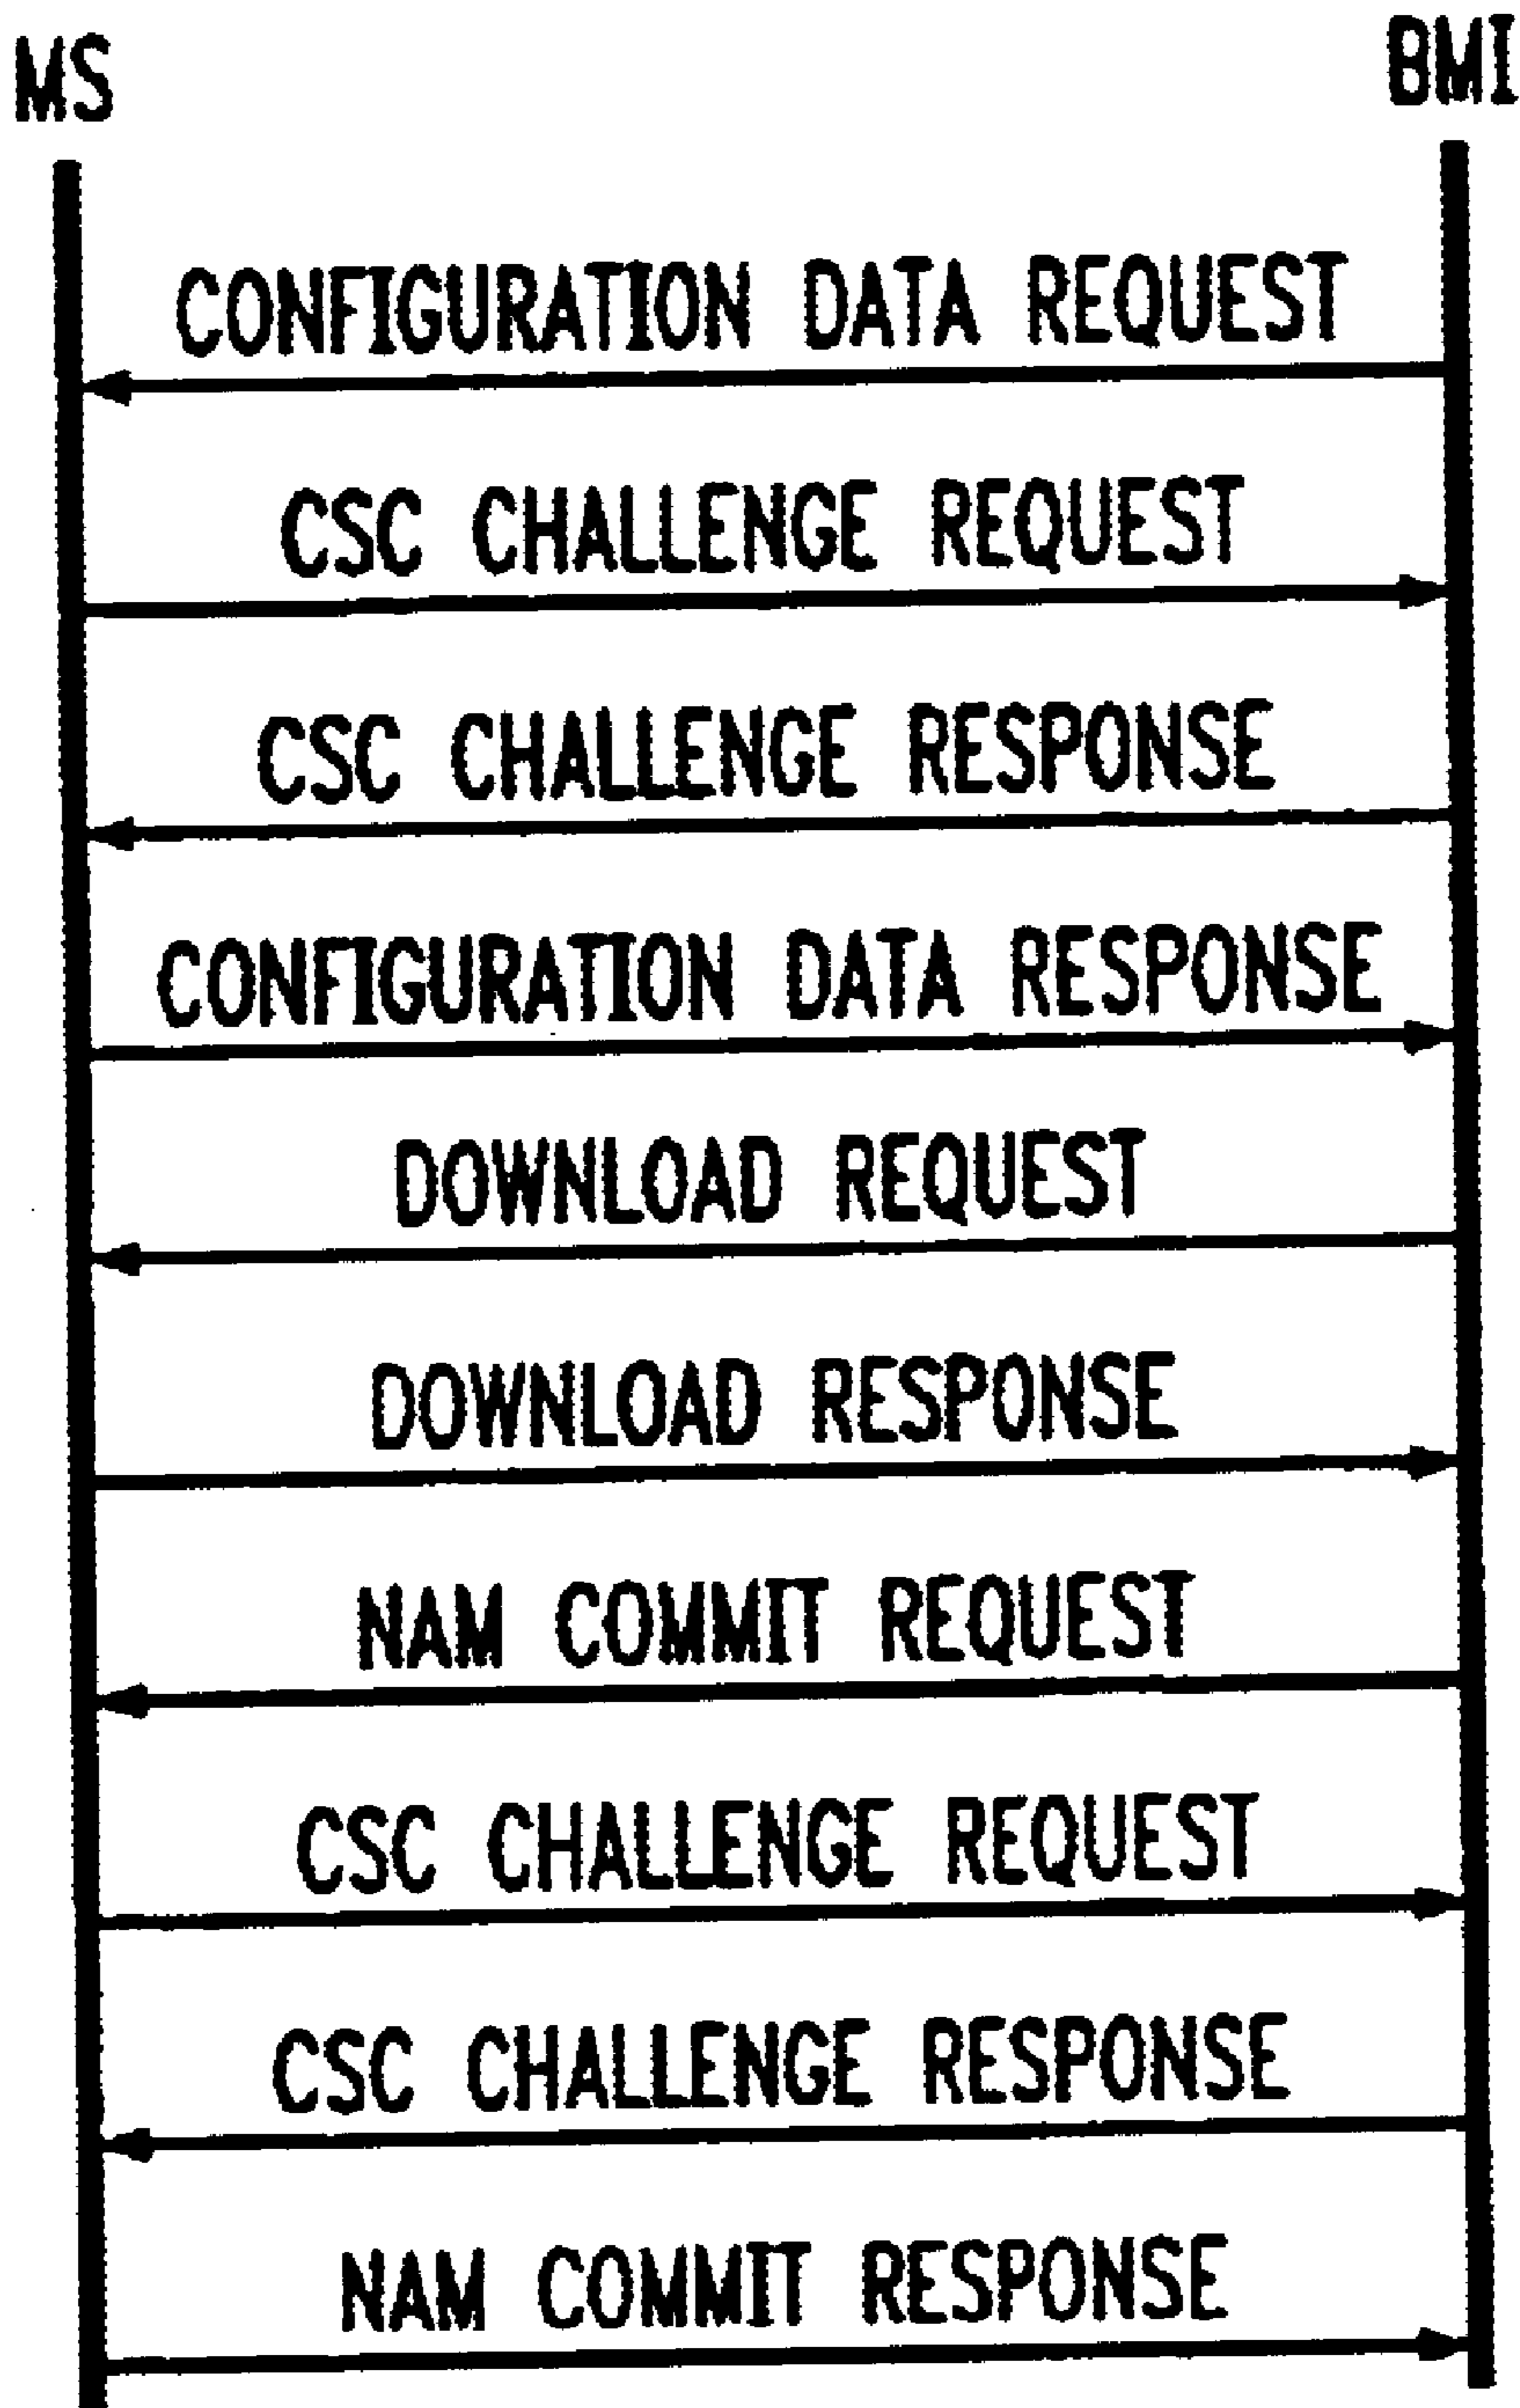 MS
BMI
CONFIGURATION DATA REQUEST
CSC CHALLENGE REQUEST
CSC CHALLENGE RESPONSE
CONFIGURATION DATA RESPONSE
DOWNLOAD REQUEST
DOWNLOAD RESPONSE
NAM COMMIT REQUEST
CSC CHALLENGE REQUEST
CSC CHALLENGE RESPONSE
NAM COMMIT RESPONSE